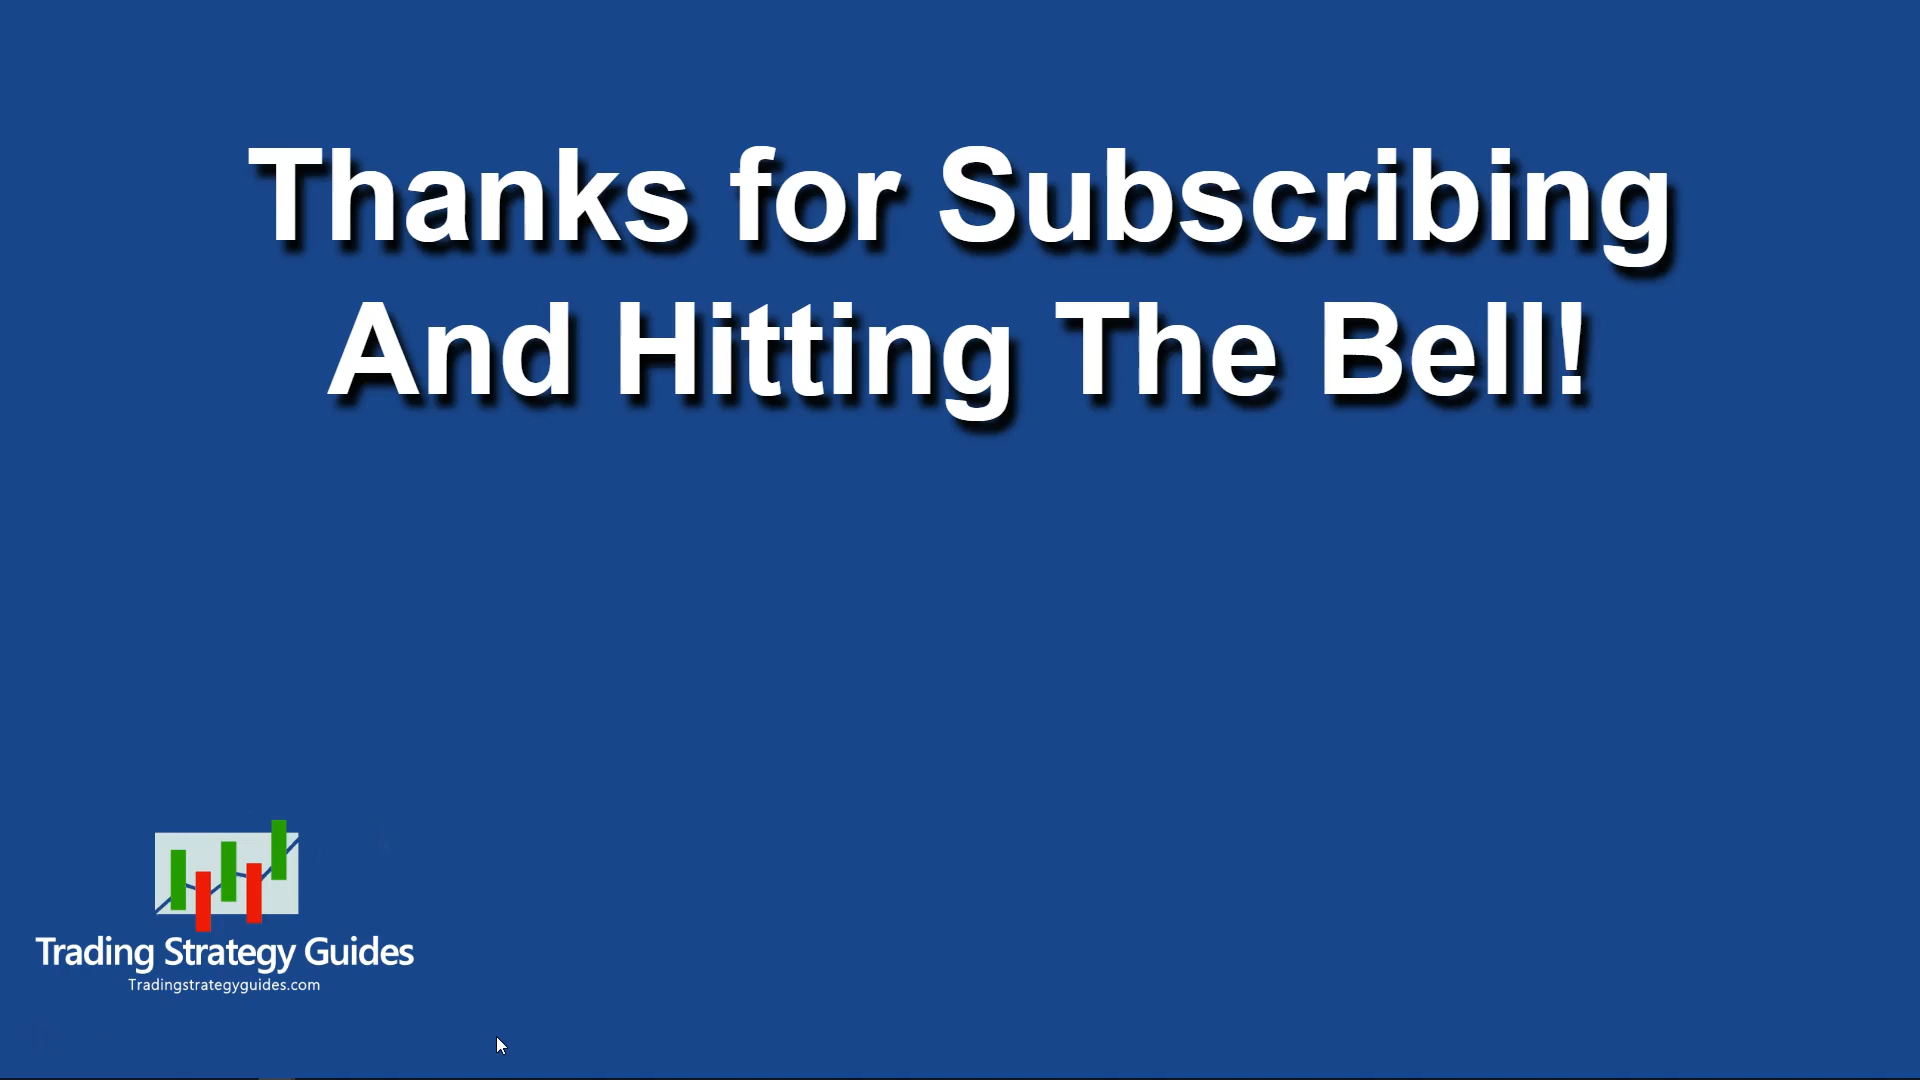 Thanks for Subscribing
And Hitting The Bell!
Trading Strategy Guides
Tradingstrategyguides.com